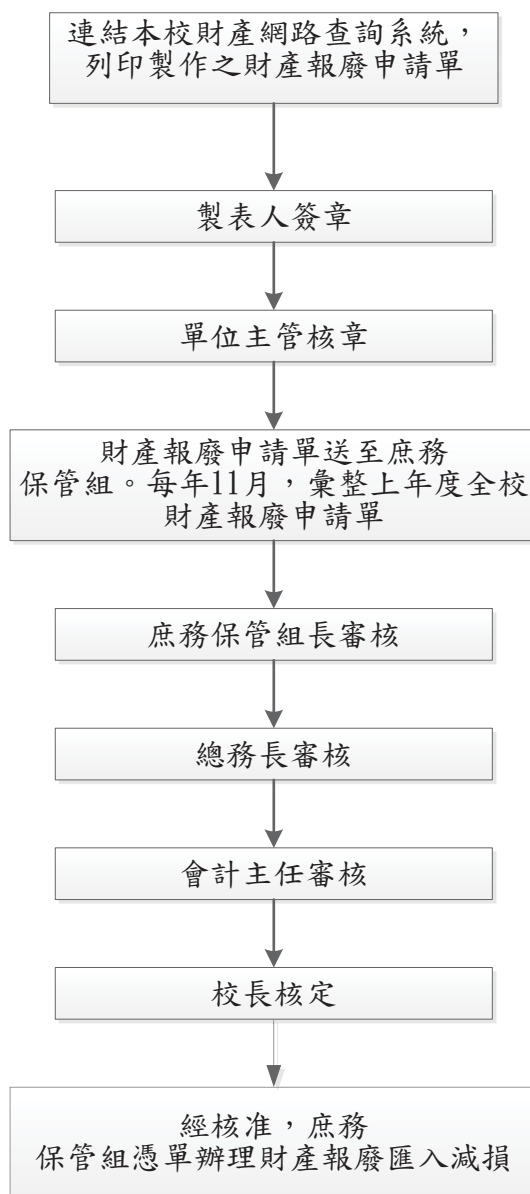 連結本校財產網路查詢系統，
列印製作之財產報廢申請單
製表人簽章
單位主管核章
財產報廢申請單送至庶務
保管組。每年11月，彙整上年度全校
財產報廢申請單
庶務保管組長審核
總務長審核
會計主任審核
校長核定
經核准，庶務
保管組憑單辦理財產報廢匯入減損